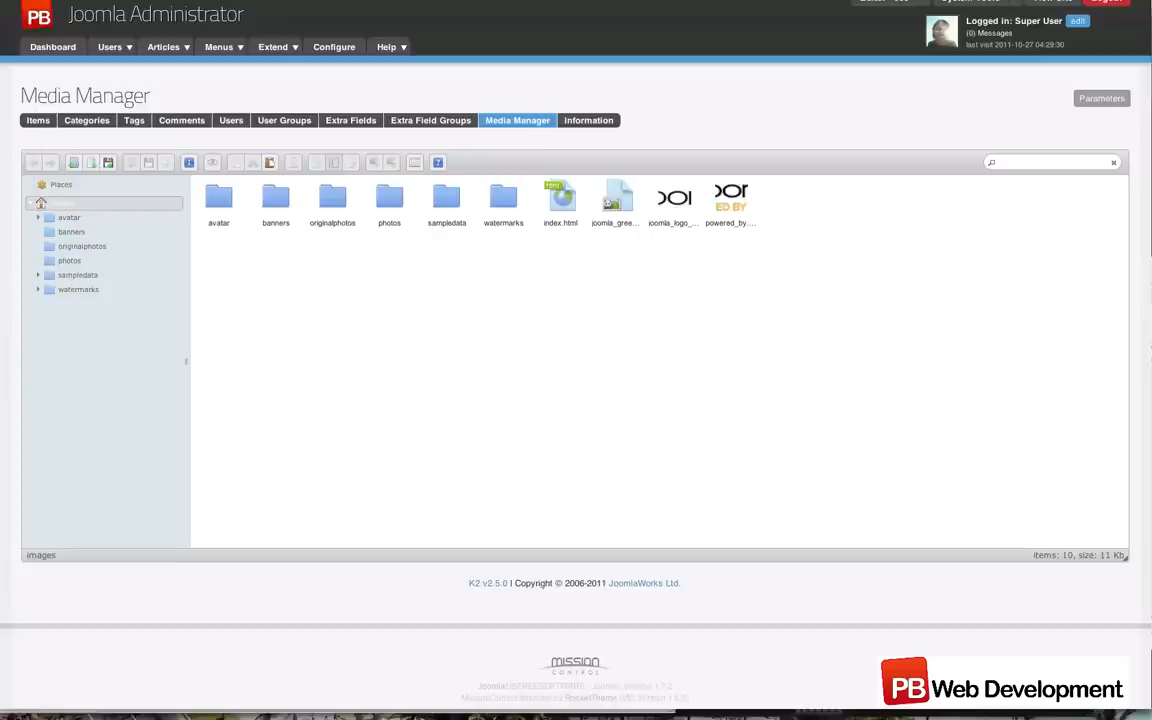 PB Joomla Administrator
Logout
Logged in: Super User edit
(0) Messages
last visit 2011-10-27 04:29:30
Dashboard Users Articles Menus Extend Configure Help
Media Manager
Parameters
Items Categories Tags Comments Users User Groups Extra Fields Extra Field Groups Media Manager Information
Places
avatar
banners
originalphotos
photos
sampledata
watermarks
avatar banners originalphotos photos sampledata watermarks index.html joomla_gree... joomla_logo_... powered_by....
images
items: 10, size: 11 Kb
K2 v2.5.0 | Copyright © 2006-2011 JoomlaWorks Ltd.
MISSION
CONTROL
PB Web Development